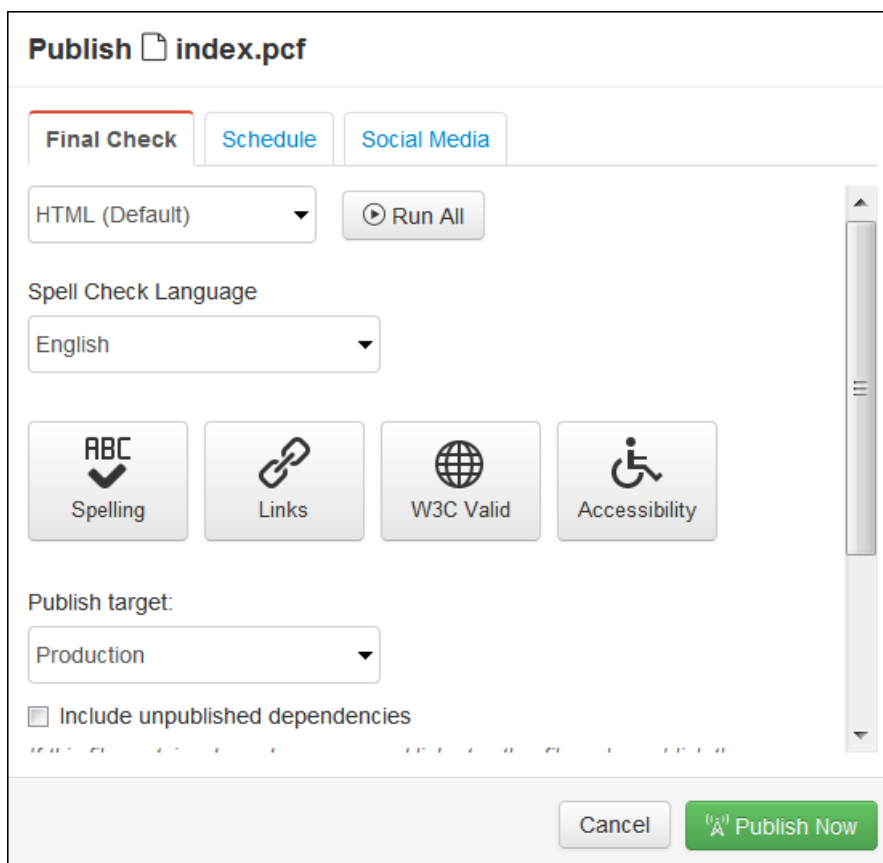 Publish index.pcf
Final Check Schedule Social Media
HTML (Default) Run All
Spell Check Language
English
ABC
Spelling Links W3C Valid Accessibility
Publish target:
Production
Include unpublished dependencies
Cancel Publish Now